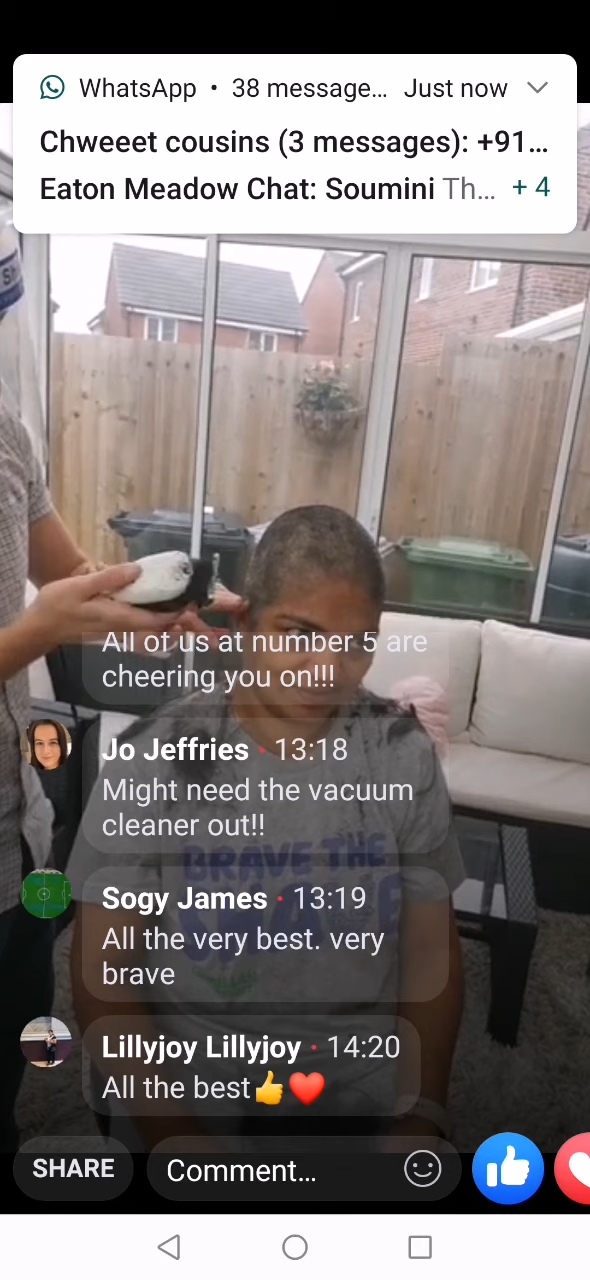 WhatsApp • 38 message... Just now
Chweeet cousins (3 messages): +91...
Eaton Meadow Chat: Soumini Th... + 4
All of us at number 5 are
cheering you on!!!
Jo Jeffries • 13:18
Might need the vacuum
cleaner out!!
BRAVE THE
Sogy James • 13:19
All the very best. very
brave
Lillyjoy Lillyjoy • 14:20
All the best👍❤️
SHARE
Comment...